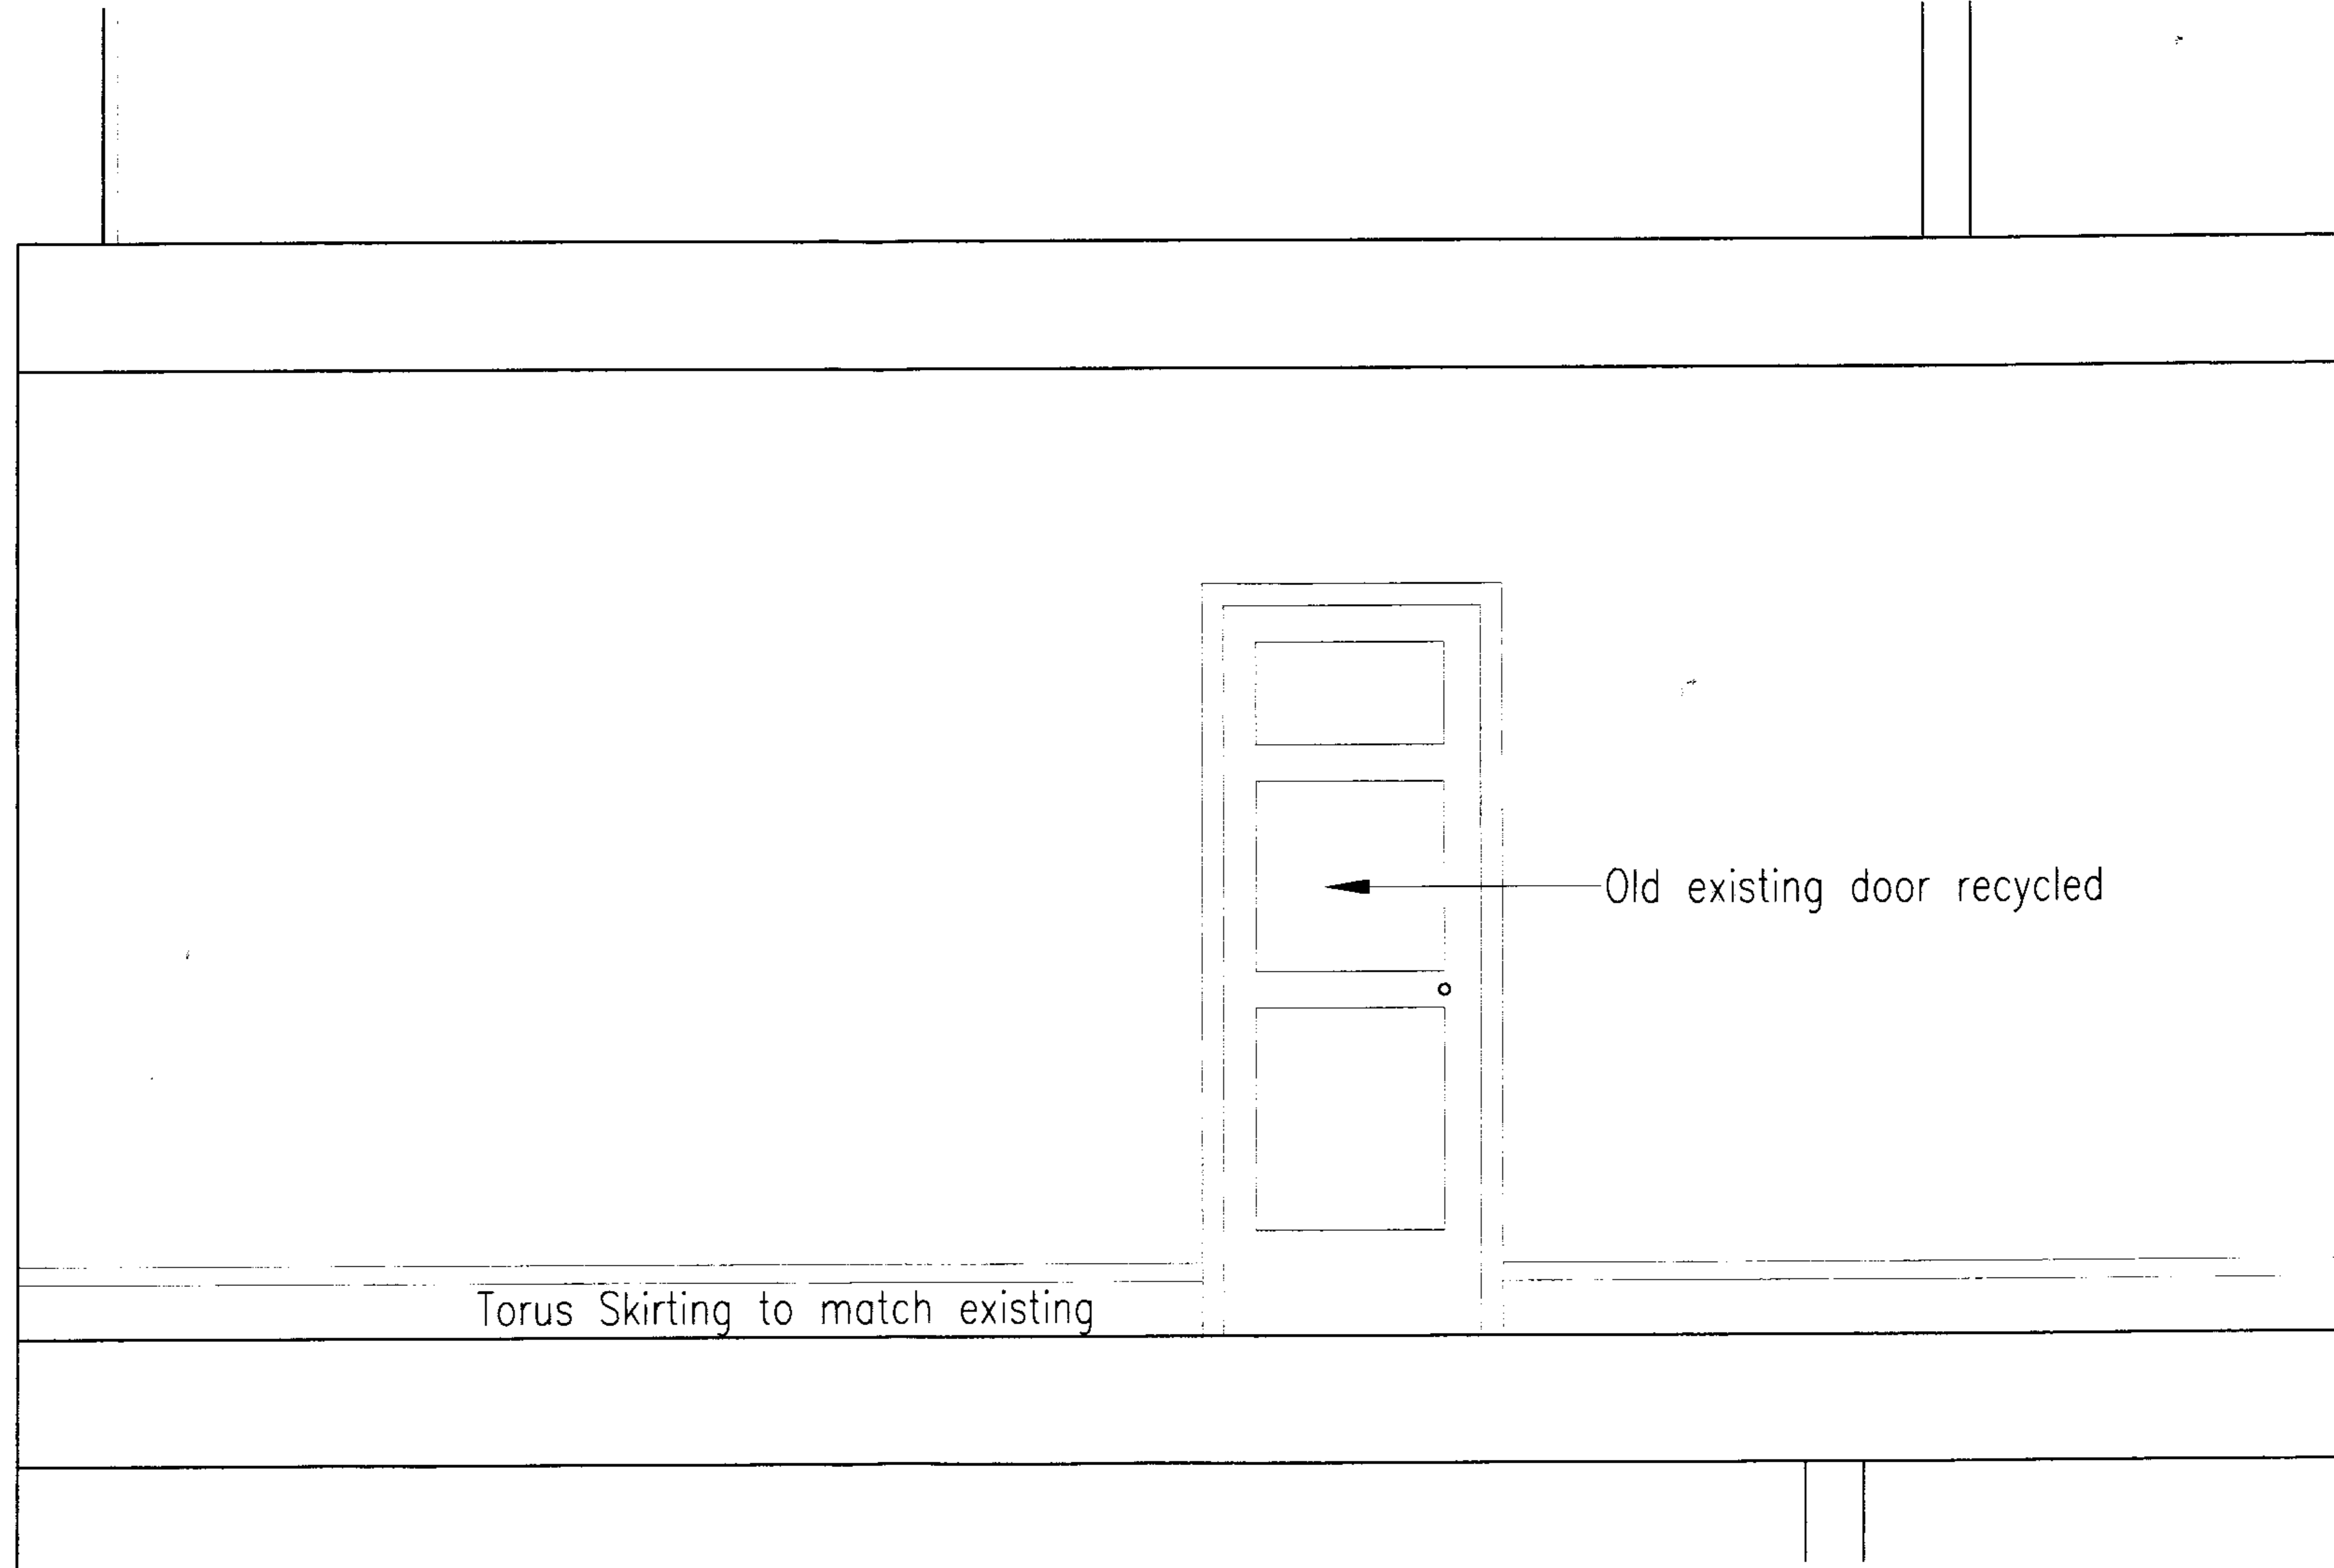 Old existing door recycled
Torus Skirting to match existing